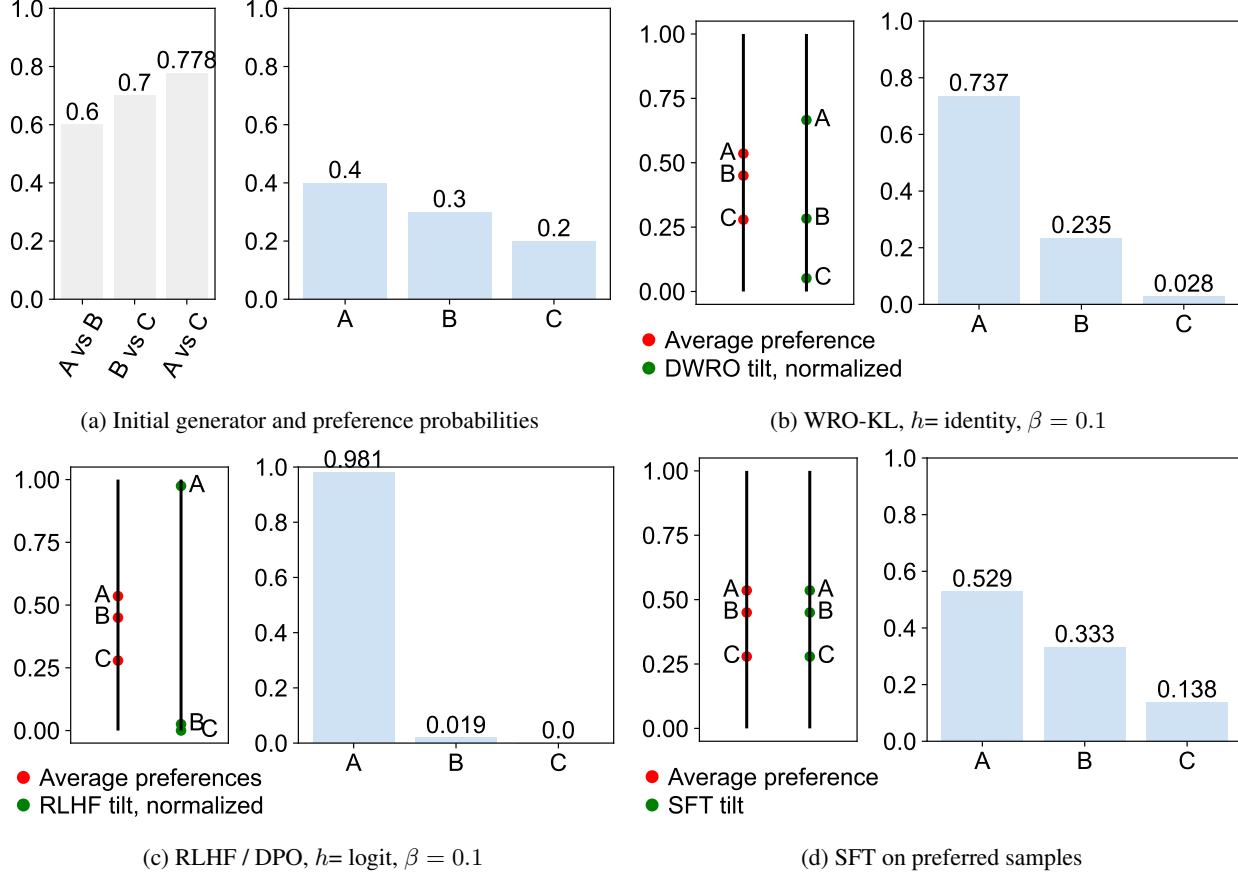 1.0
0.8
0.6
0.4
0.2
0.0
0.6
0.7
0.778
A vs B
B vs C
A vs C
1.0
0.8
0.6
0.4
0.2
0.0
0.4
0.3
0.2
A B C
(a) Initial generator and preference probabilities
1.00
0.75
0.50
0.25
0.00
A
B
C
A
B
C
Average preference
DWRO tilt, normalized
1.0
0.8
0.6
0.4
0.2
0.0
0.737
0.235
0.028
A B C
(b) WRO-KL, h= identity, β = 0.1
1.00
0.75
0.50
0.25
0.00
A
B
C
A
B
C
Average preferences
RLHF tilt, normalized
1.0
0.8
0.6
0.4
0.2
0.0
0.981
0.019
0.0
A B C
(c) RLHF / DPO, h= logit, β = 0.1
1.00
0.75
0.50
0.25
0.00
A
B
C
A
B
C
Average preference
SFT tilt
1.0
0.8
0.6
0.4
0.2
0.0
0.529
0.333
0.138
A B C
(d) SFT on preferred samples